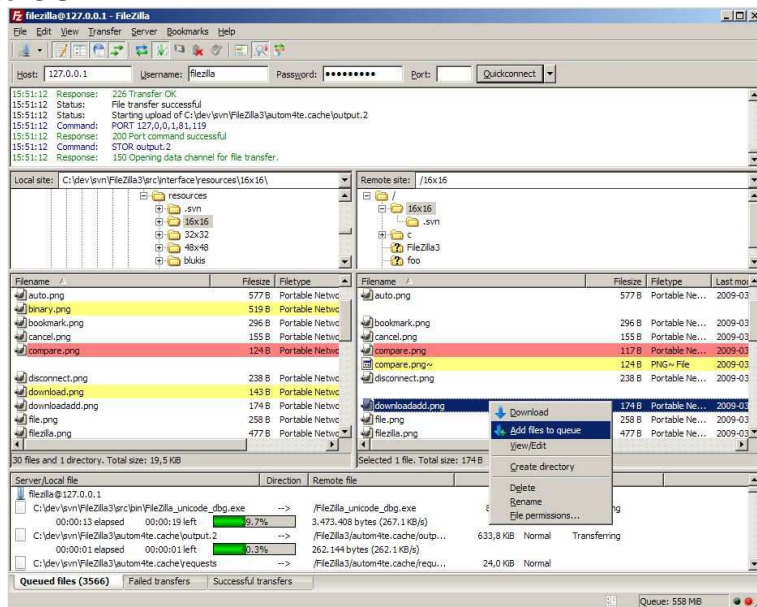 filezilla@127.0.0.1 - FileZilla
File Edit View Transfer Server Bookmarks Help
Host: 127.0.0.1 Username: filezilla Password: ●●●●●●●●● Port: Quickconnect
15:51:12 Response: 226 Transfer OK
15:51:12 Status: File transfer successful
15:51:12 Status: Starting upload of C:\dev\svn\FileZilla3\autom4te.cache\output.2
15:51:12 Command: PORT 127,0,0,1,81,119
15:51:12 Response: 200 Port command successful
15:51:12 Command: STOR output.2
15:51:12 Response: 150 Opening data channel for file transfer.
Local site: C:\dev\svn\FileZilla3\src\interface\resources\16x16\
resources
.svn
16x16
32x32
48x48
blukis
Remote site: /16x16
/
16x16
.svn
c
FileZilla3
foo
Filename Filesize Filetype
auto.png 577 B Portable Netwo
binary.png 519 B Portable Netwo
bookmark.png 296 B Portable Netwo
cancel.png 155 B Portable Netwo
compare.png 124 B Portable Netwo
disconnect.png 238 B Portable Netwo
download.png 143 B Portable Netwo
downloadadd.png 174 B Portable Netwo
file.png 258 B Portable Netwo
filezilla.png 477 B Portable Netwo
30 files and 1 directory. Total size: 19,5 KiB
Filename Filesize Filetype Last mo
auto.png 577 B Portable Ne... 2009-03
bookmark.png 296 B Portable Ne... 2009-03
cancel.png 155 B Portable Ne... 2009-03
compare.png 117 B Portable Ne... 2009-03
compare.png~ 124 B PNG~ File 2009-03
disconnect.png 238 B Portable Ne... 2009-03
downloadadd.png 174 B Portable Ne... 2009-03
file.png 258 B Portable Ne... 2009-03
filezilla.png 477 B Portable Ne... 2009-03
Selected 1 file. Total size: 174 B
Download
Add files to queue
View/Edit
Create directory
Delete
Rename
File permissions...
Server/Local file Direction Remote file
filezilla@127.0.0.1
C:\dev\svn\FileZilla3\src\bin\FileZilla_unicode_dbg.exe --> /FileZilla_unicode_dbg.exe
00:00:13 elapsed 00:00:19 left 39.7% 3.473.408 bytes (267.1 KB/s)
C:\dev\svn\FileZilla3\autom4te.cache\output.2 --> /FileZilla3/autom4te.cache/outp... 633,8 KiB Normal Transferring
00:00:01 elapsed 00:00:01 left 40.3% 262.144 bytes (262.1 KB/s)
C:\dev\svn\FileZilla3\autom4te.cache\requests --> /FileZilla3/autom4te.cache/requ... 24,0 KiB Normal
Queued files (3566) Failed transfers Successful transfers
Queue: 558 MiB